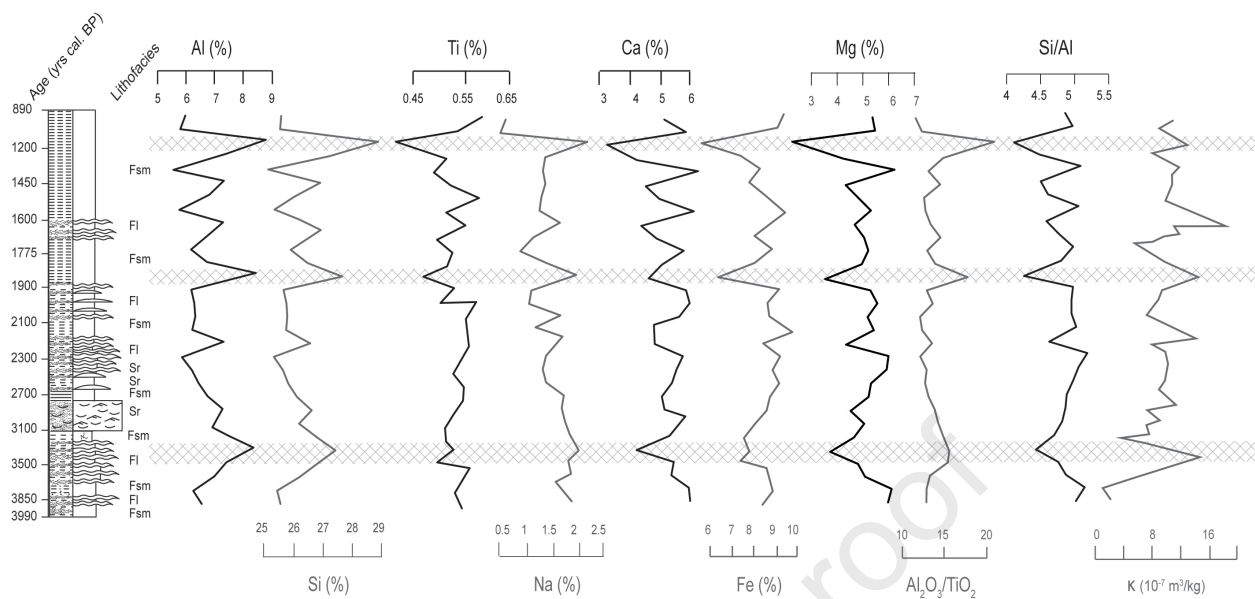 Age (yrs cal. BP)
Lithofacies
Al (%)
Ti (%)
Ca (%)
Mg (%)
Si/Al
5 6 7 8 9
0.45 0.55 0.65
3 4 5 6
3 4 5 6 7
4 4.5 5 5.5
890
1200
Fsm
1450
1600
Fl
1775
Fsm
1900
Fl
2100
Fsm
Fl
2300
Sr
Sr
2700
Fsm
Sr
3100
Fsm
Fl
3500
Fsm
3850
Fl
3990
Fsm
25 26 27 28 29
0.5 1 1.5 2 2.5
6 7 8 9 10
10 15 20
0 8 16
Si (%)
Na (%)
Fe (%)
Al2O3/TiO2
κ (10-7 m3/kg)
roof